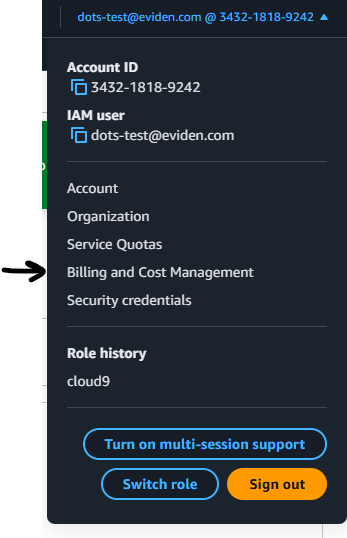 dots-test@eviden.com @ 3432-1818-9242
Account ID
3432-1818-9242
IAM user
dots-test@eviden.com
Account
Organization
Service Quotas
Billing and Cost Management
Security credentials
Role history
cloud9
Turn on multi-session support
Switch role
Sign out